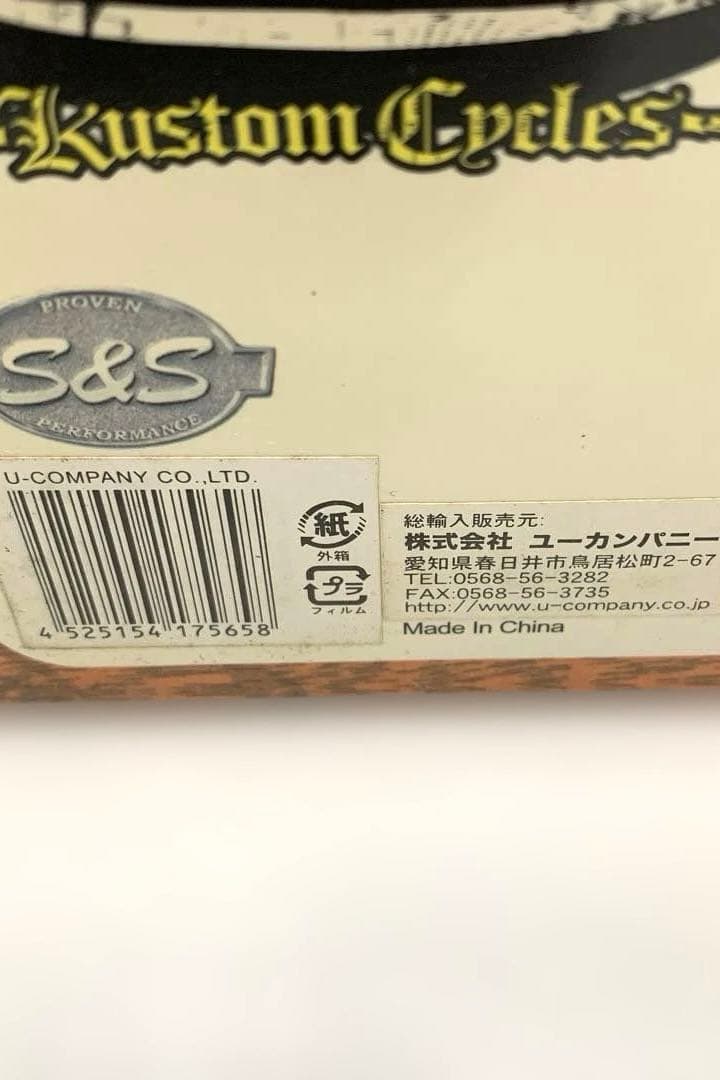 Kustom Cycles
PROVEN
S&S
PERFORMANCE
U-COMPANY CO.,LTD.
4 525154 175658
紙
外箱
プラ
フィルム
総輸入販売元:
株式会社 ユーカンパニー
愛知県春日井市鳥居松町2-67
TEL:0568-56-3282
FAX:0568-56-3735
http://www.u-company.co.jp
Made In China